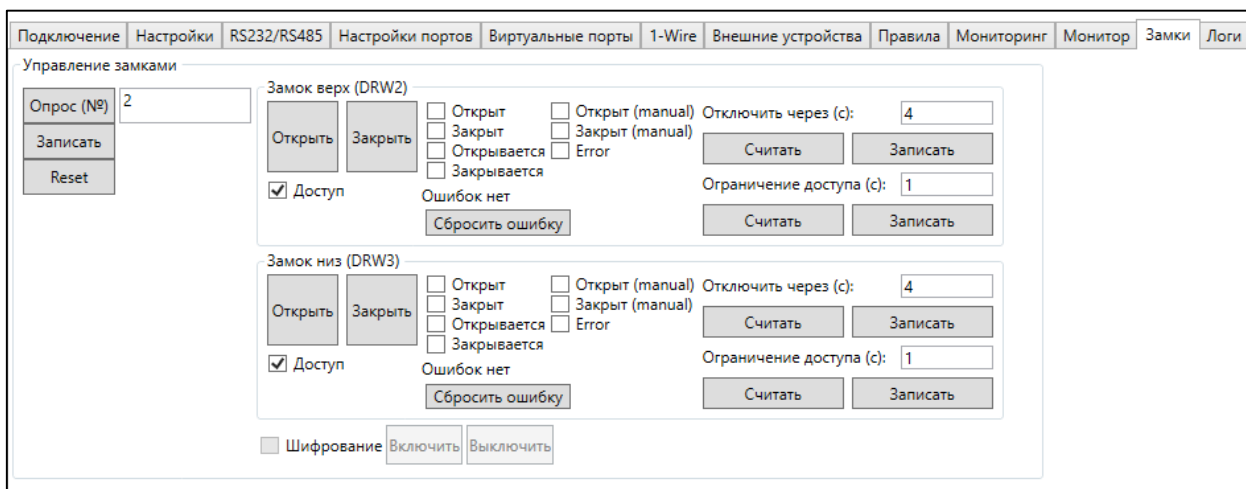 Подключение Настройки RS232/RS485 Настройки портов Виртуальные порты 1-Wire Внешние устройства Правила Мониторинг Монитор Замки Логи
Управление замками
Опрос (№) 2
Записать
Reset
Замок верх (DRW2)
Открыть Закрыть
Доступ
Открыт
Закрыт
Открывается
Закрывается
Открыт (manual)
Закрыт (manual)
Error
Ошибок нет
Сбросить ошибку
Отключить через (с): 4
Считать Записать
Ограничение доступа (с): 1
Считать Записать
Замок низ (DRW3)
Открыть Закрыть
Доступ
Открыт
Закрыт
Открывается
Закрывается
Открыт (manual)
Закрыт (manual)
Error
Ошибок нет
Сбросить ошибку
Отключить через (с): 4
Считать Записать
Ограничение доступа (с): 1
Считать Записать
Шифрование Включить Выключить